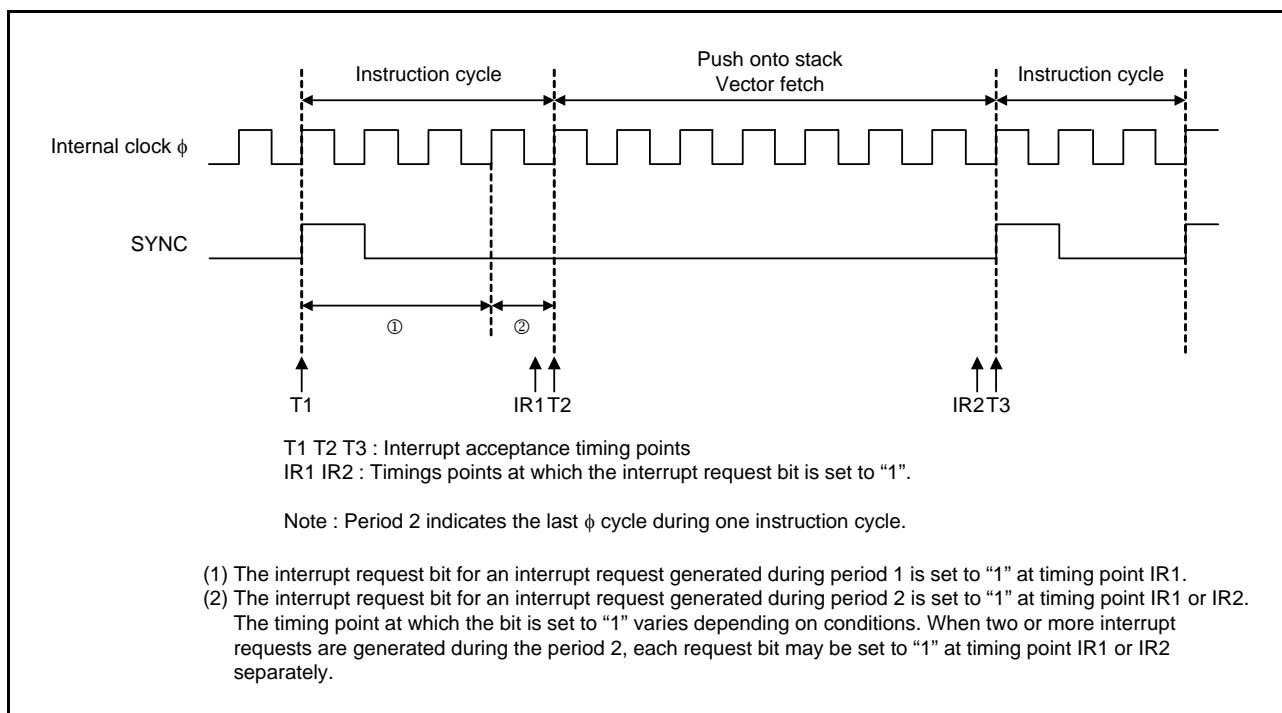 Instruction cycle
Push onto stack
Vector fetch
Instruction cycle
Internal clock ϕ
SYNC
①
②
T1
IR1 T2
IR2 T3
T1 T2 T3 : Interrupt acceptance timing points
IR1 IR2 : Timings points at which the interrupt request bit is set to “1”.
Note : Period 2 indicates the last ϕ cycle during one instruction cycle.
(1) The interrupt request bit for an interrupt request generated during period 1 is set to “1” at timing point IR1.
(2) The interrupt request bit for an interrupt request generated during period 2 is set to “1” at timing point IR1 or IR2.
The timing point at which the bit is set to “1” varies depending on conditions. When two or more interrupt
requests are generated during the period 2, each request bit may be set to “1” at timing point IR1 or IR2
separately.